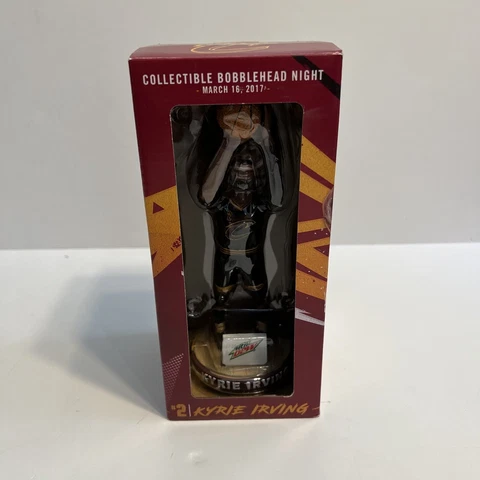 COLLECTIBLE BOBBLEHEAD NIGHT
- MARCH 16, 2017 -
KYRIE IRVING
#2 | KYRIE IRVING